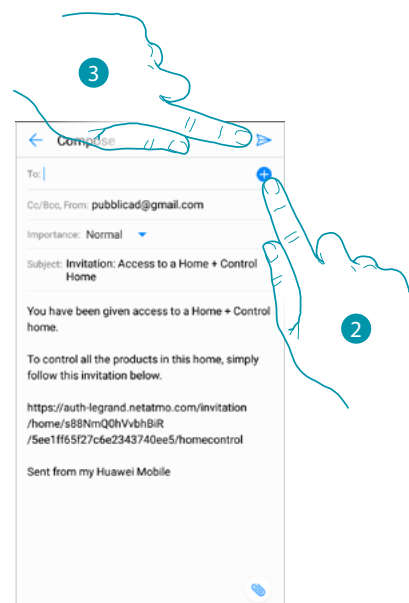 3
Compose
To:
Cc/Bcc, From: pubblicad@gmail.com
Importance: Normal
Subject: Invitation: Access to a Home + Control
Home
2
You have been given access to a Home + Control
home.
To control all the products in this home, simply
follow this invitation below.
https://auth-legrand.netatmo.com/invitation
/home/s88NmQ0hVvbhBiR
/5ee1ff65f27c6e2343740ee5/homecontrol
Sent from my Huawei Mobile